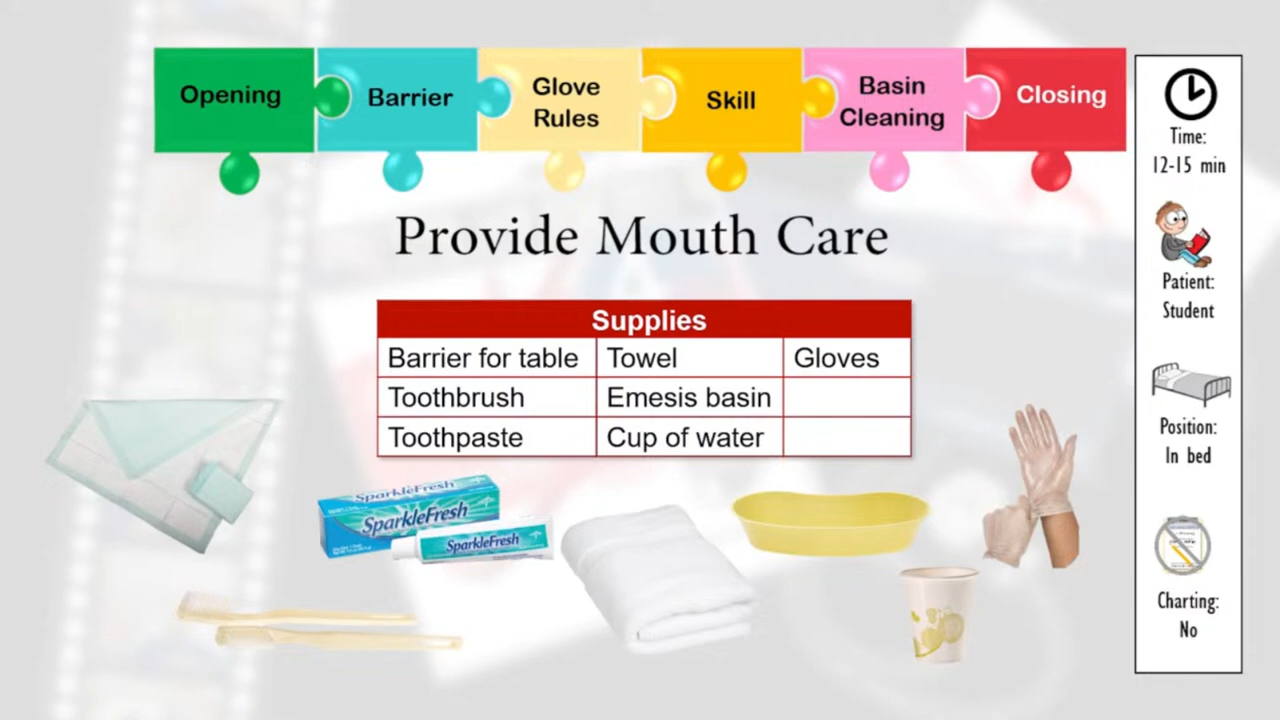 Opening
Barrier
Glove
Rules
Skill
Basin
Cleaning
Closing
Provide Mouth Care
Supplies
Barrier for table Towel Gloves
Toothbrush Emesis basin
Toothpaste Cup of water
SparkleFresh
SparkleFresh
SparkleFresh
Time:
12-15 min
Patient:
Student
Position:
In bed
Charting:
No